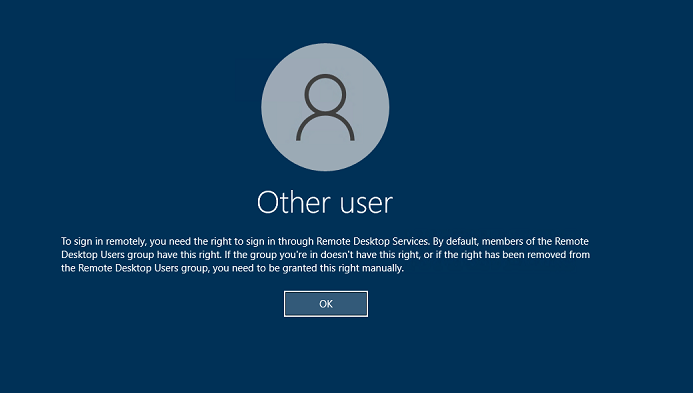 Other user
To sign in remotely, you need the right to sign in through Remote Desktop Services. By default, members of the Remote
Desktop Users group have this right. If the group you're in doesn't have this right, or if the right has been removed from
the Remote Desktop Users group, you need to be granted this right manually.
OK